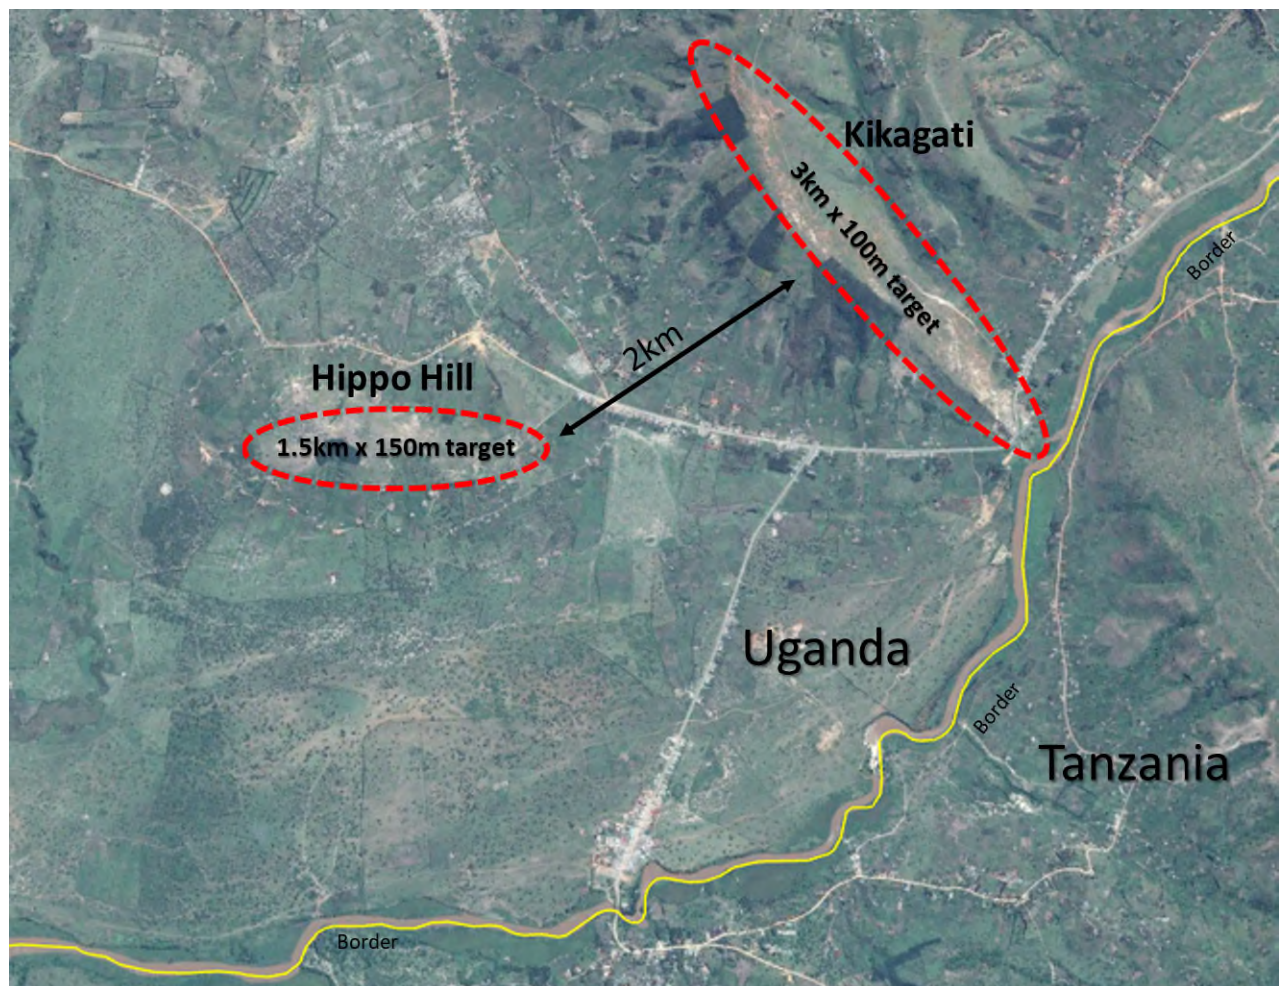 Kikagati
3km x 100m target
Border
2km
Hippo Hill
1.5km x 150m target
Uganda
Border
Tanzania
Border